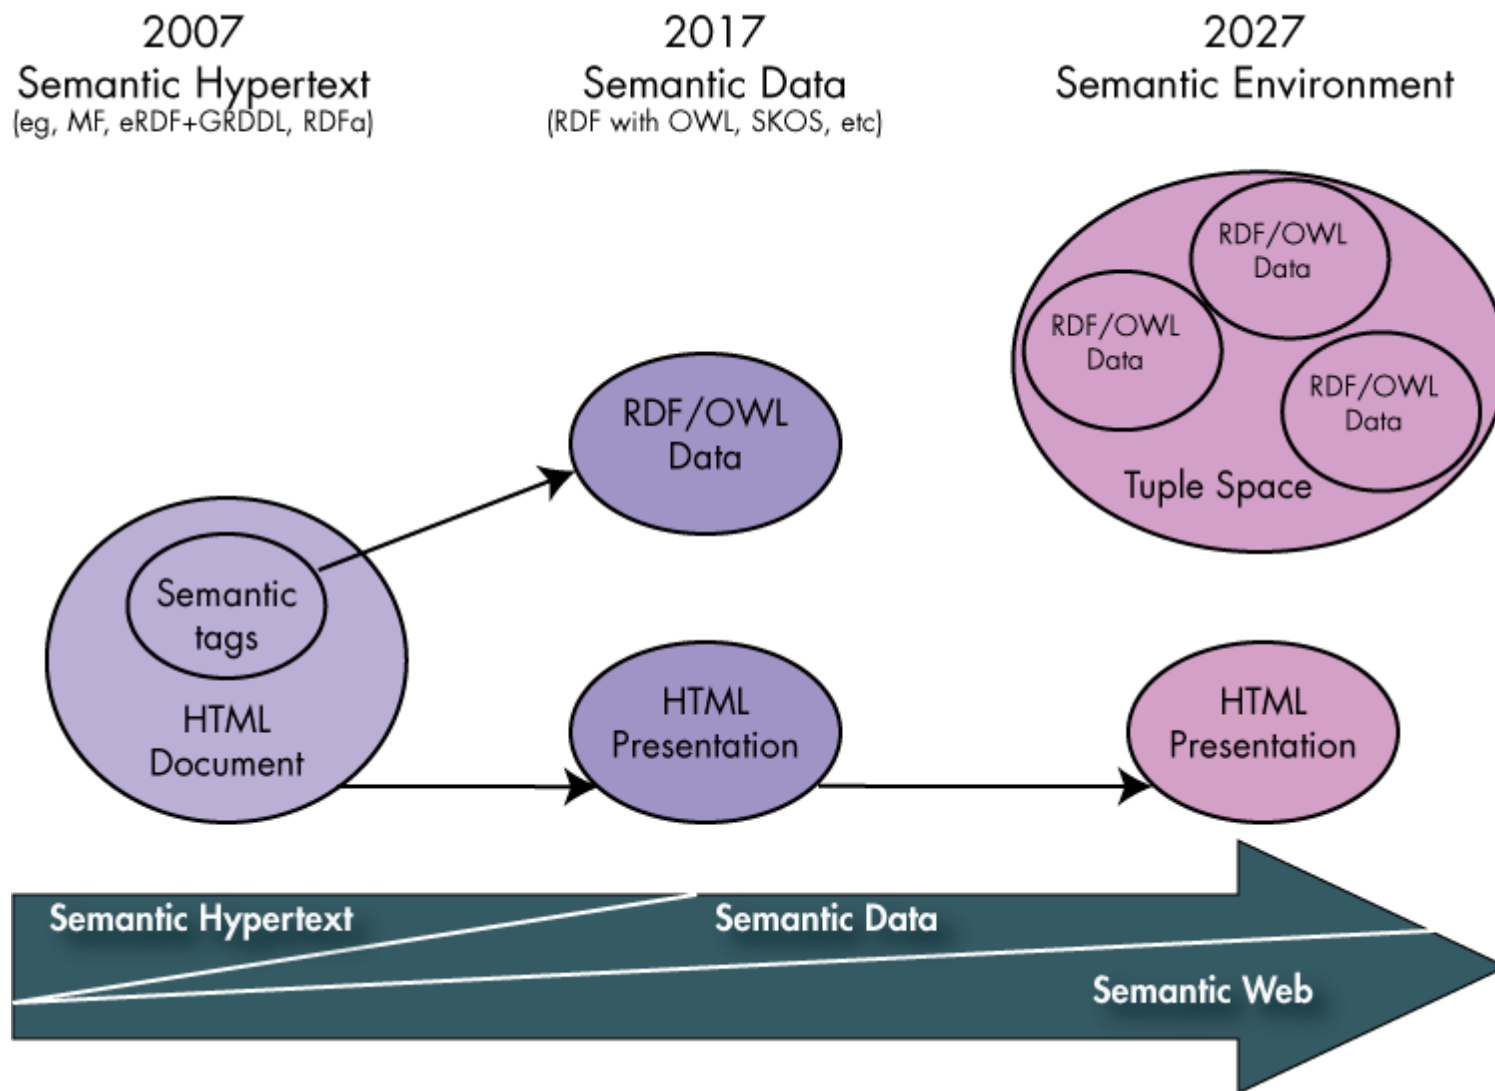 2007
Semantic Hypertext
(eg, MF, eRDF+GRDDL, RDFa)
2017
Semantic Data
(RDF with OWL, SKOS, etc)
2027
Semantic Environment
Semantic
tags
HTML
Document
RDF/OWL
Data
HTML
Presentation
RDF/OWL
Data
RDF/OWL
Data
RDF/OWL
Data
Tuple Space
HTML
Presentation
Semantic Hypertext
Semantic Data
Semantic Web